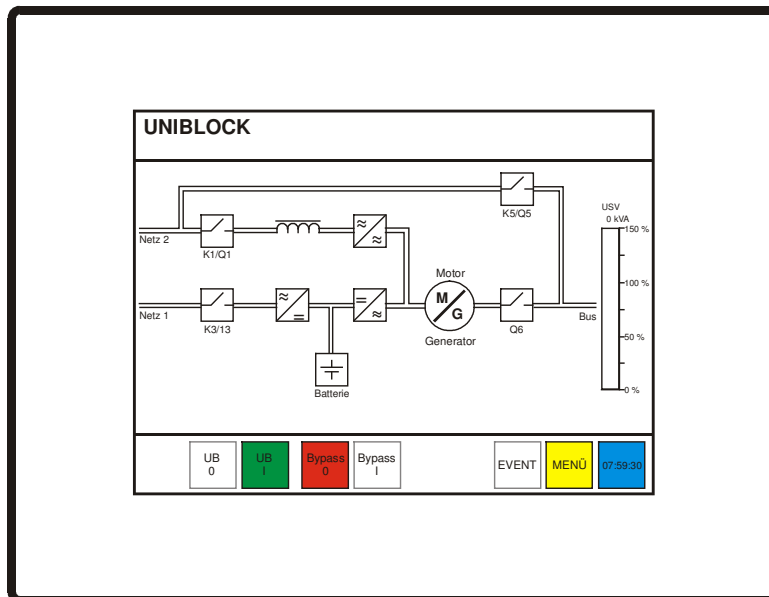 UNIBLOCK
K5/Q5
USV
0 kVA
150 %
Netz 2
K1/Q1
Motor
100 %
M
G
Netz 1
K3/13
Q6
Bus
Generator
50 %
Batterie
0 %
UB
0
UB
I
Bypass
0
Bypass
I
EVENT
MENÜ
07:59:30